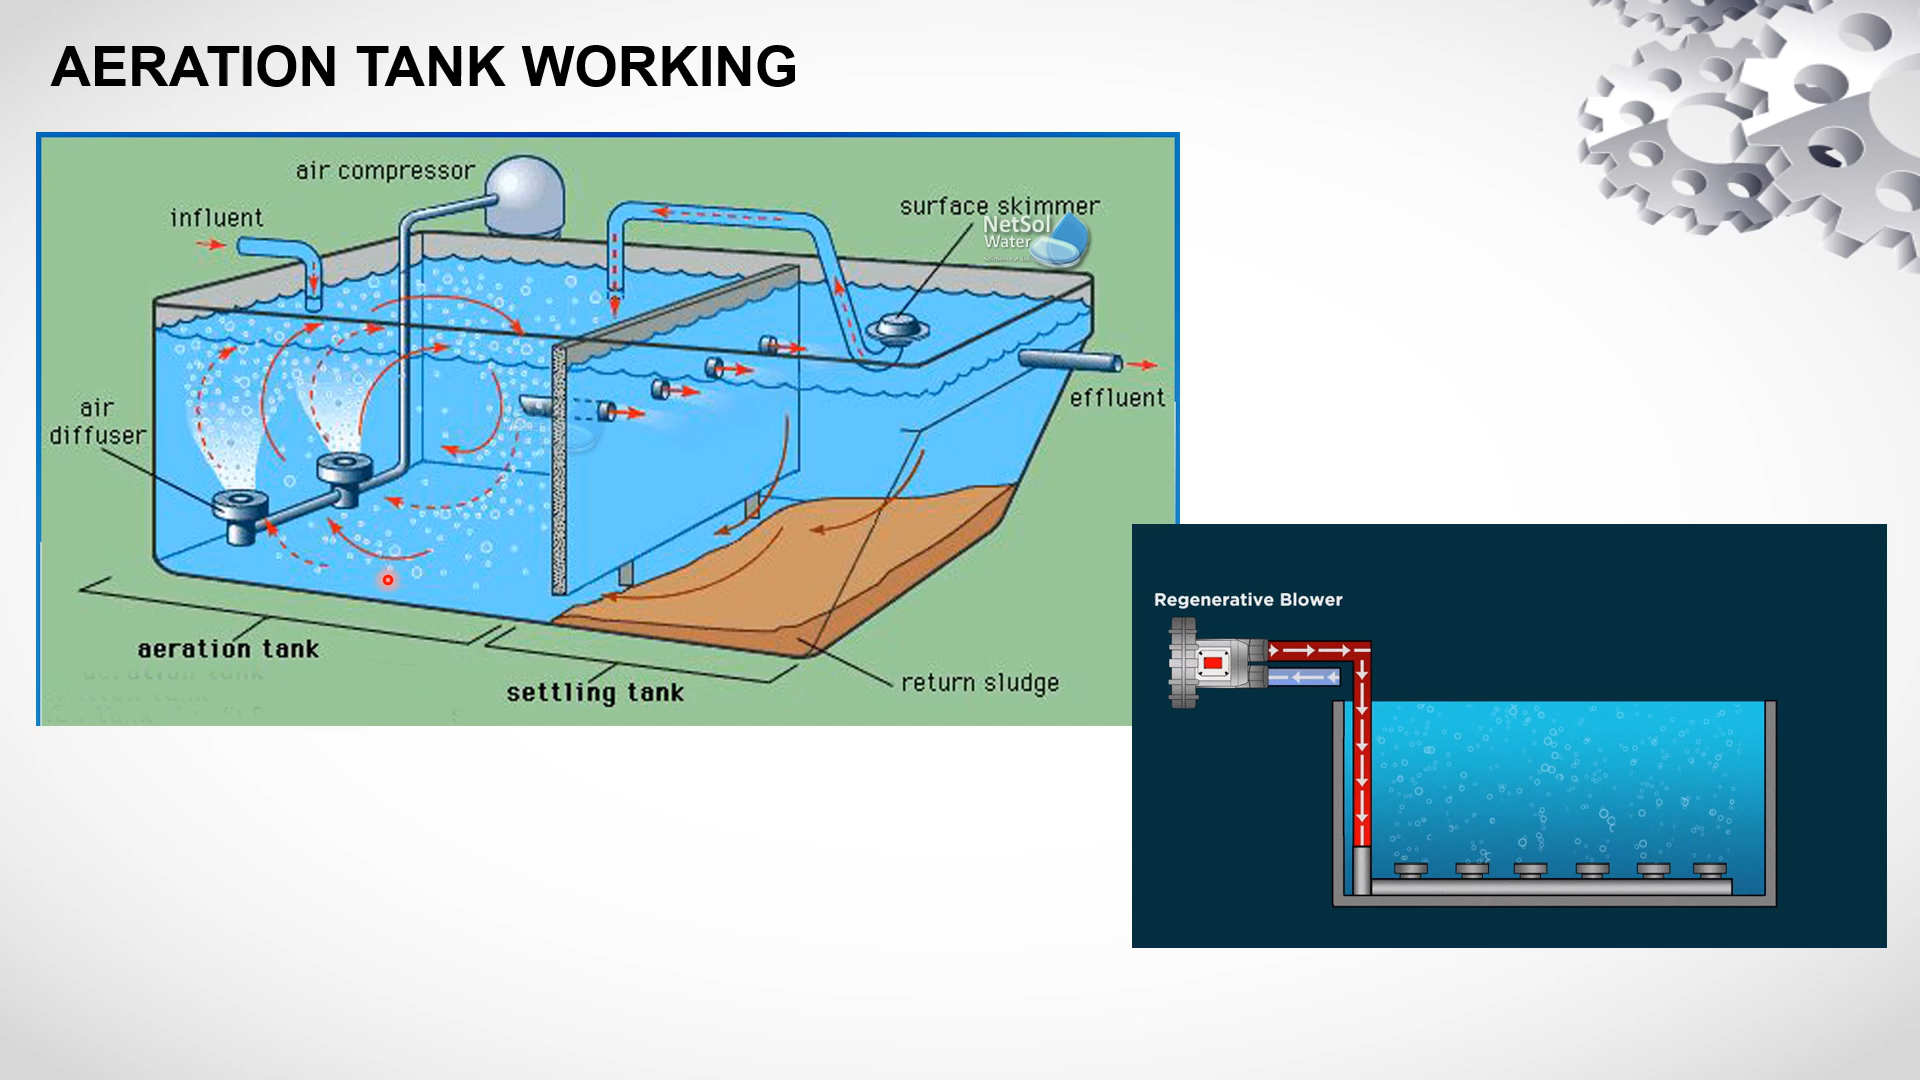 AERATION TANK WORKING
air compressor
influent
surface skimmer
NetSol
Water
air
diffuser
effluent
aeration tank
settling tank
return sludge
Regenerative Blower